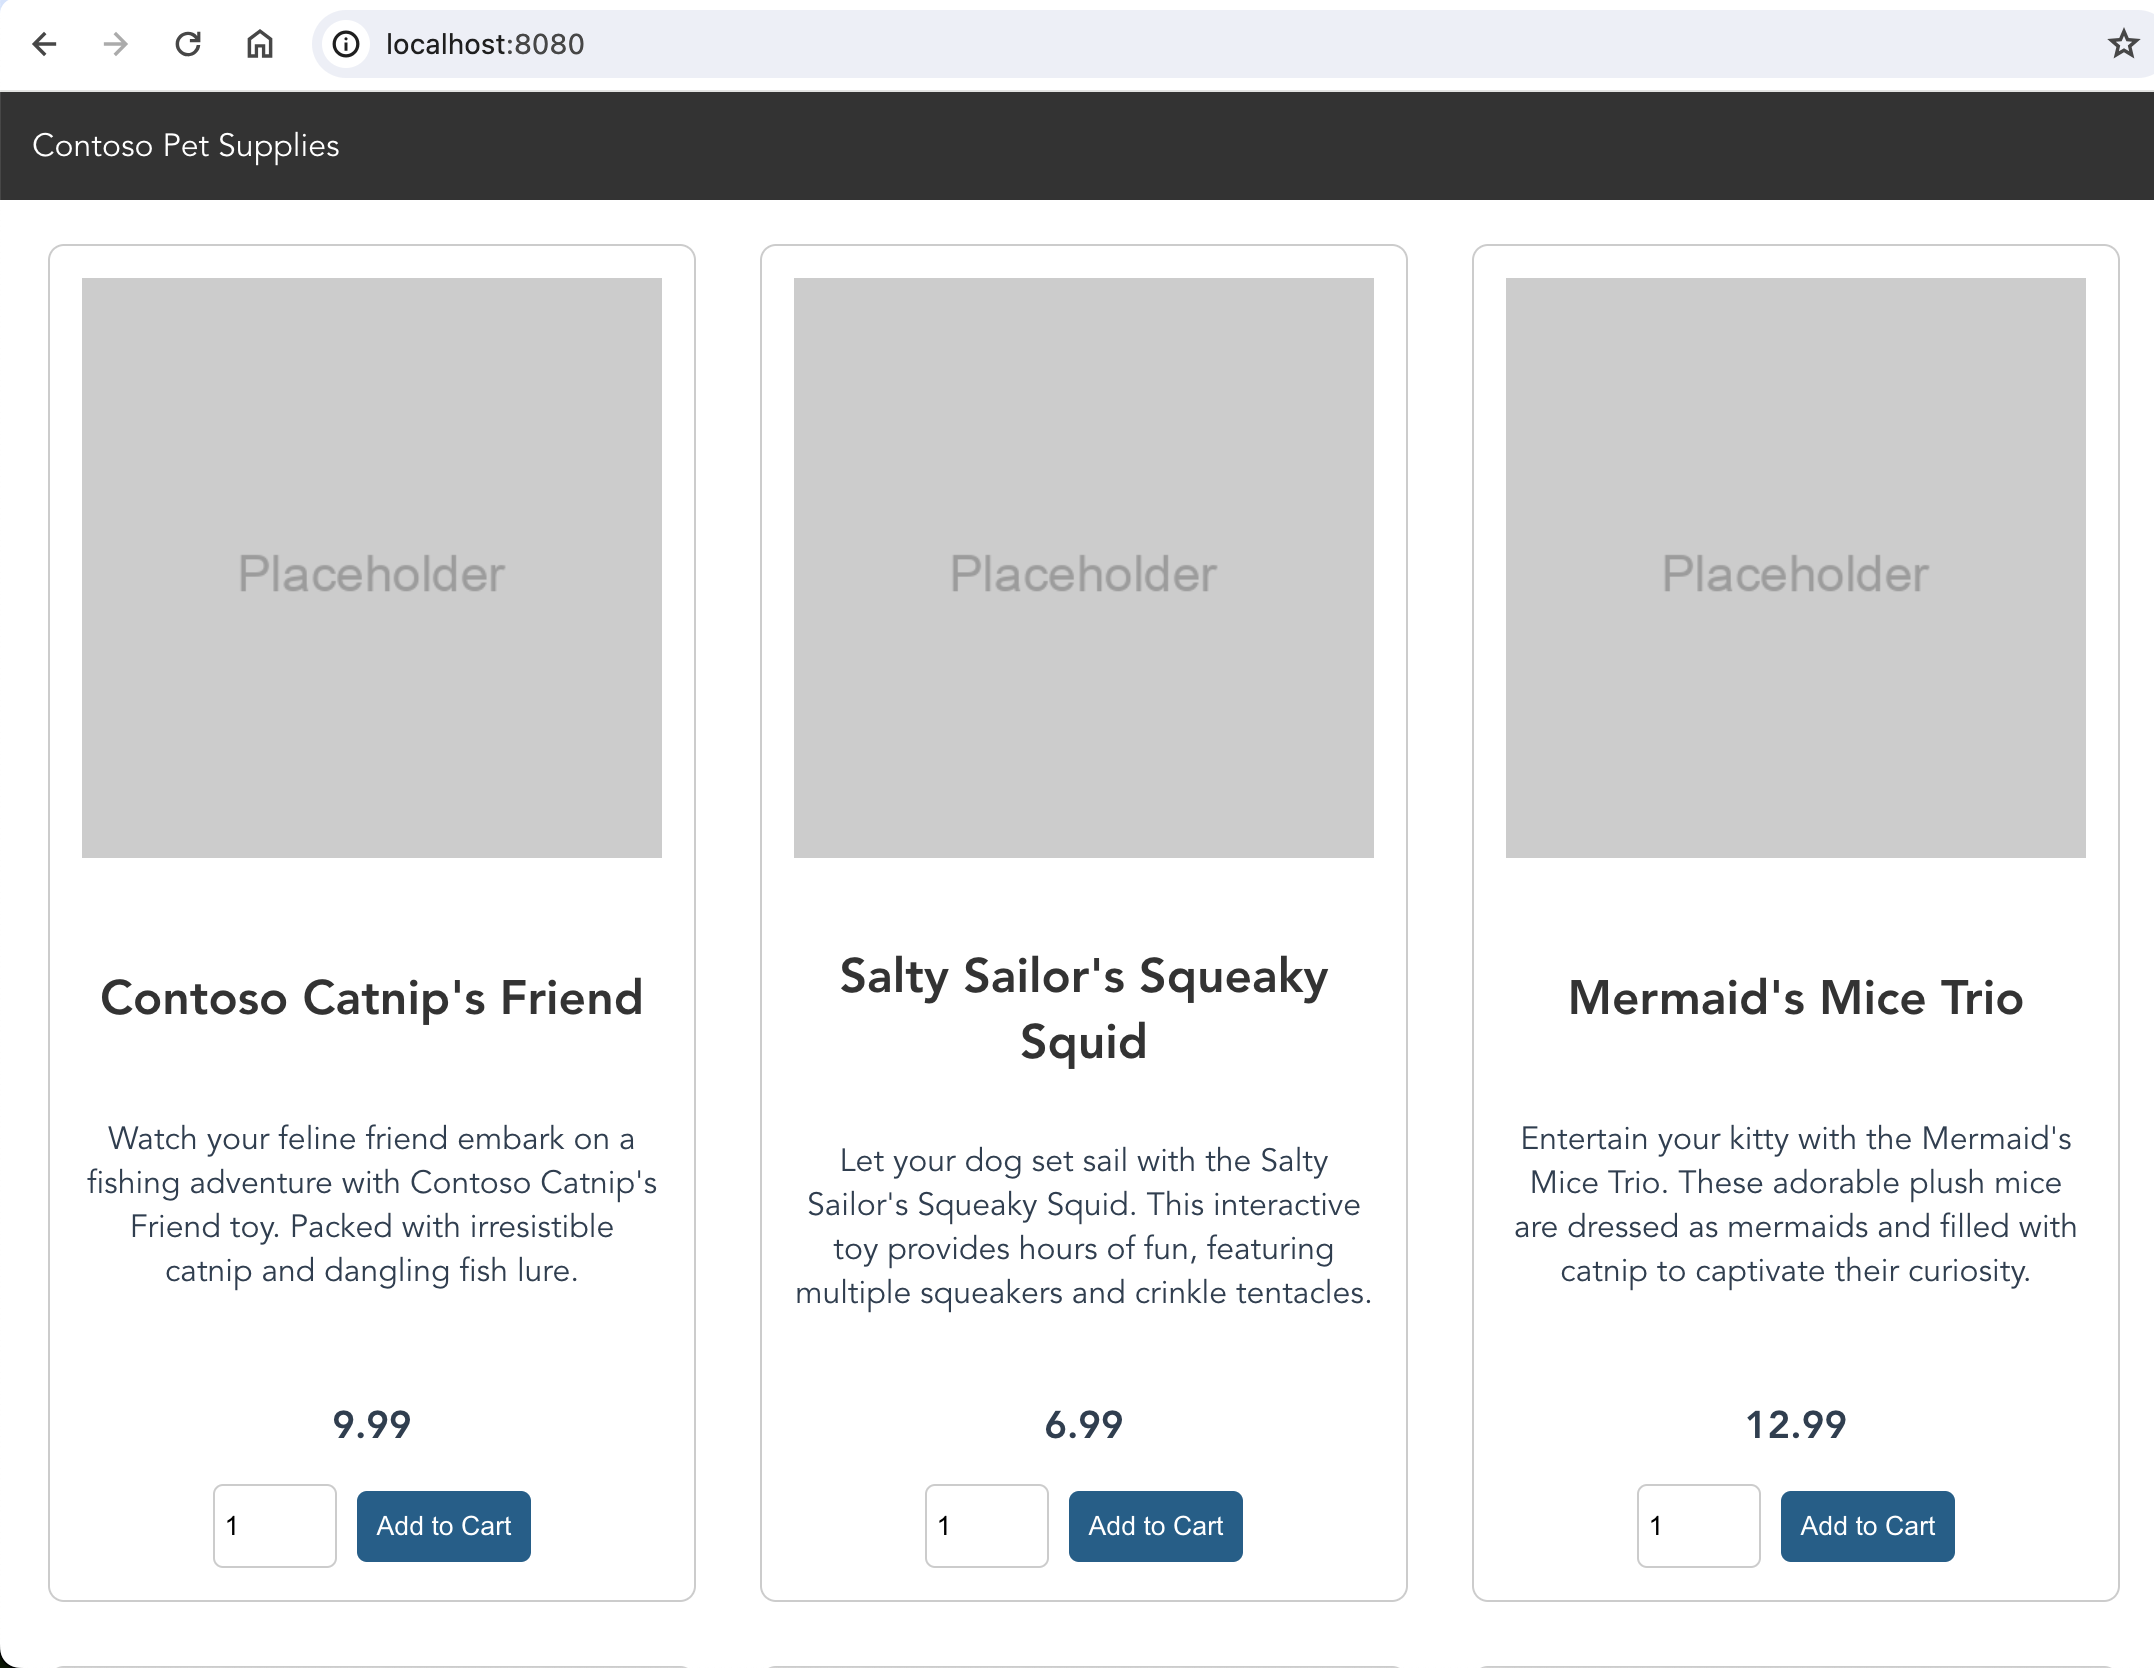 localhost:8080
Contoso Pet Supplies
Placeholder
Contoso Catnip's Friend
Watch your feline friend embark on a
fishing adventure with Contoso Catnip's
Friend toy. Packed with irresistible
catnip and dangling fish lure.
9.99
1
Add to Cart
Placeholder
Salty Sailor's Squeaky
Squid
Let your dog set sail with the Salty
Sailor's Squeaky Squid. This interactive
toy provides hours of fun, featuring
multiple squeakers and crinkle tentacles.
6.99
1
Add to Cart
Placeholder
Mermaid's Mice Trio
Entertain your kitty with the Mermaid's
Mice Trio. These adorable plush mice
are dressed as mermaids and filled with
catnip to captivate their curiosity.
12.99
1
Add to Cart